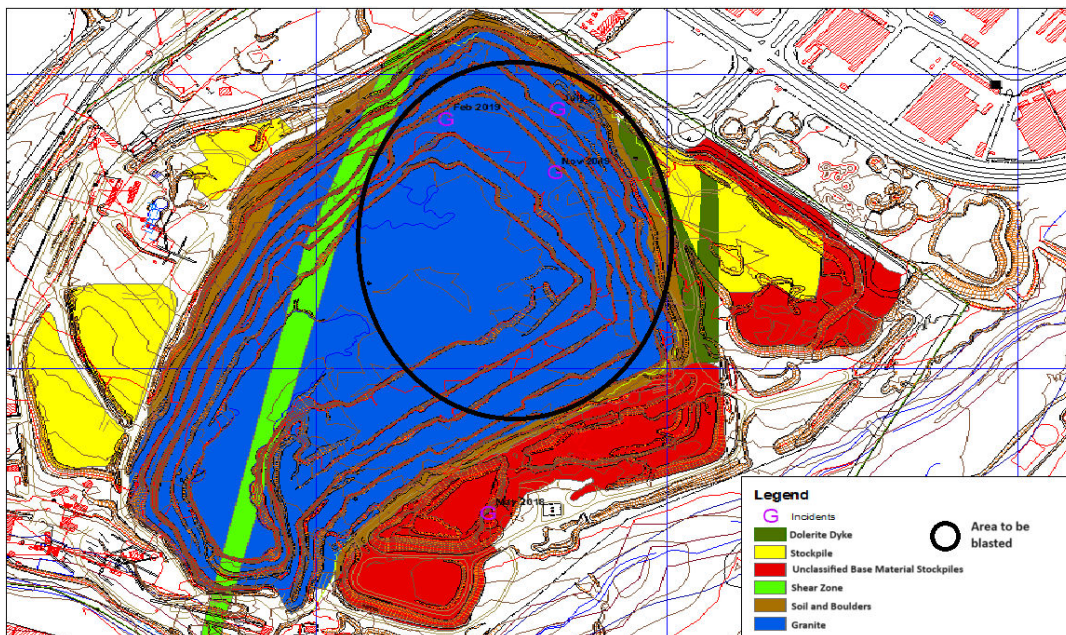 Feb 2019
Nov 2019
May 2018
Legend
G Incidents
Dolerite Dyke
Stockpile
Unclassified Base Material Stockpiles
Shear Zone
Soil and Boulders
Granite
Area to be
blasted